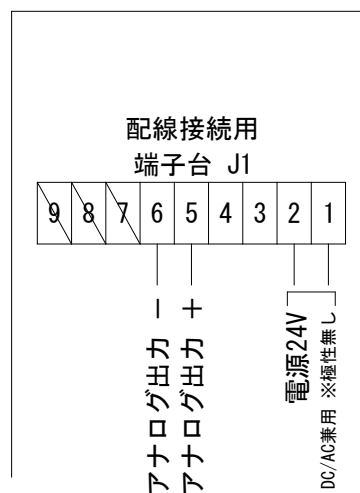 配線接続用
端子台 J1
9 8 7 6 5 4 3 2 1
アナログ出力 −
アナログ出力 +
電源24V
DC/AC兼用 ※極性無し